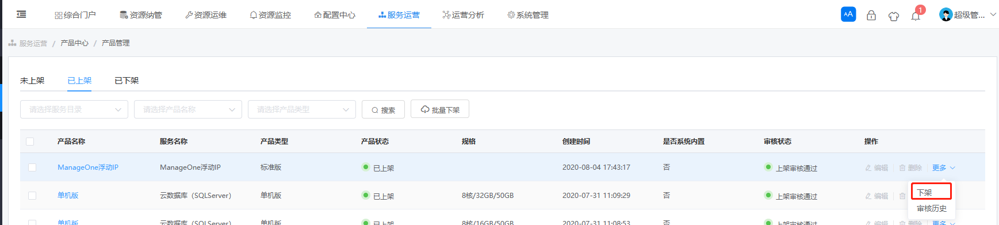 综合门户 资源纳管 资源运维 资源监控 配置中心 服务运营 运营分析 系统管理 AA 1 超级管...
服务运营 / 产品中心 / 产品管理
未上架 已上架 已下架
请选择服务目录 请选择产品名称 请选择产品类型 搜索 批量下架
产品名称 服务名称 产品类型 产品状态 规格 创建时间 是否系统内置 审核状态 操作
ManageOne浮动IP ManageOne浮动IP 标准版 已上架 2020-08-04 17:43:17 否 上架审核通过 编辑 删除 更多
下架
单机版 云数据库（SQLServer） 单机版 已上架 8核/32GB/50GB 2020-07-31 11:09:29 否 上架审核通过 编辑
审核历史
单机版 云数据库（SQLServer） 单机版 已上架 8核/16GB/50GB 2020-07-31 11:08:53 否 上架审核通过 编辑 删除 更多